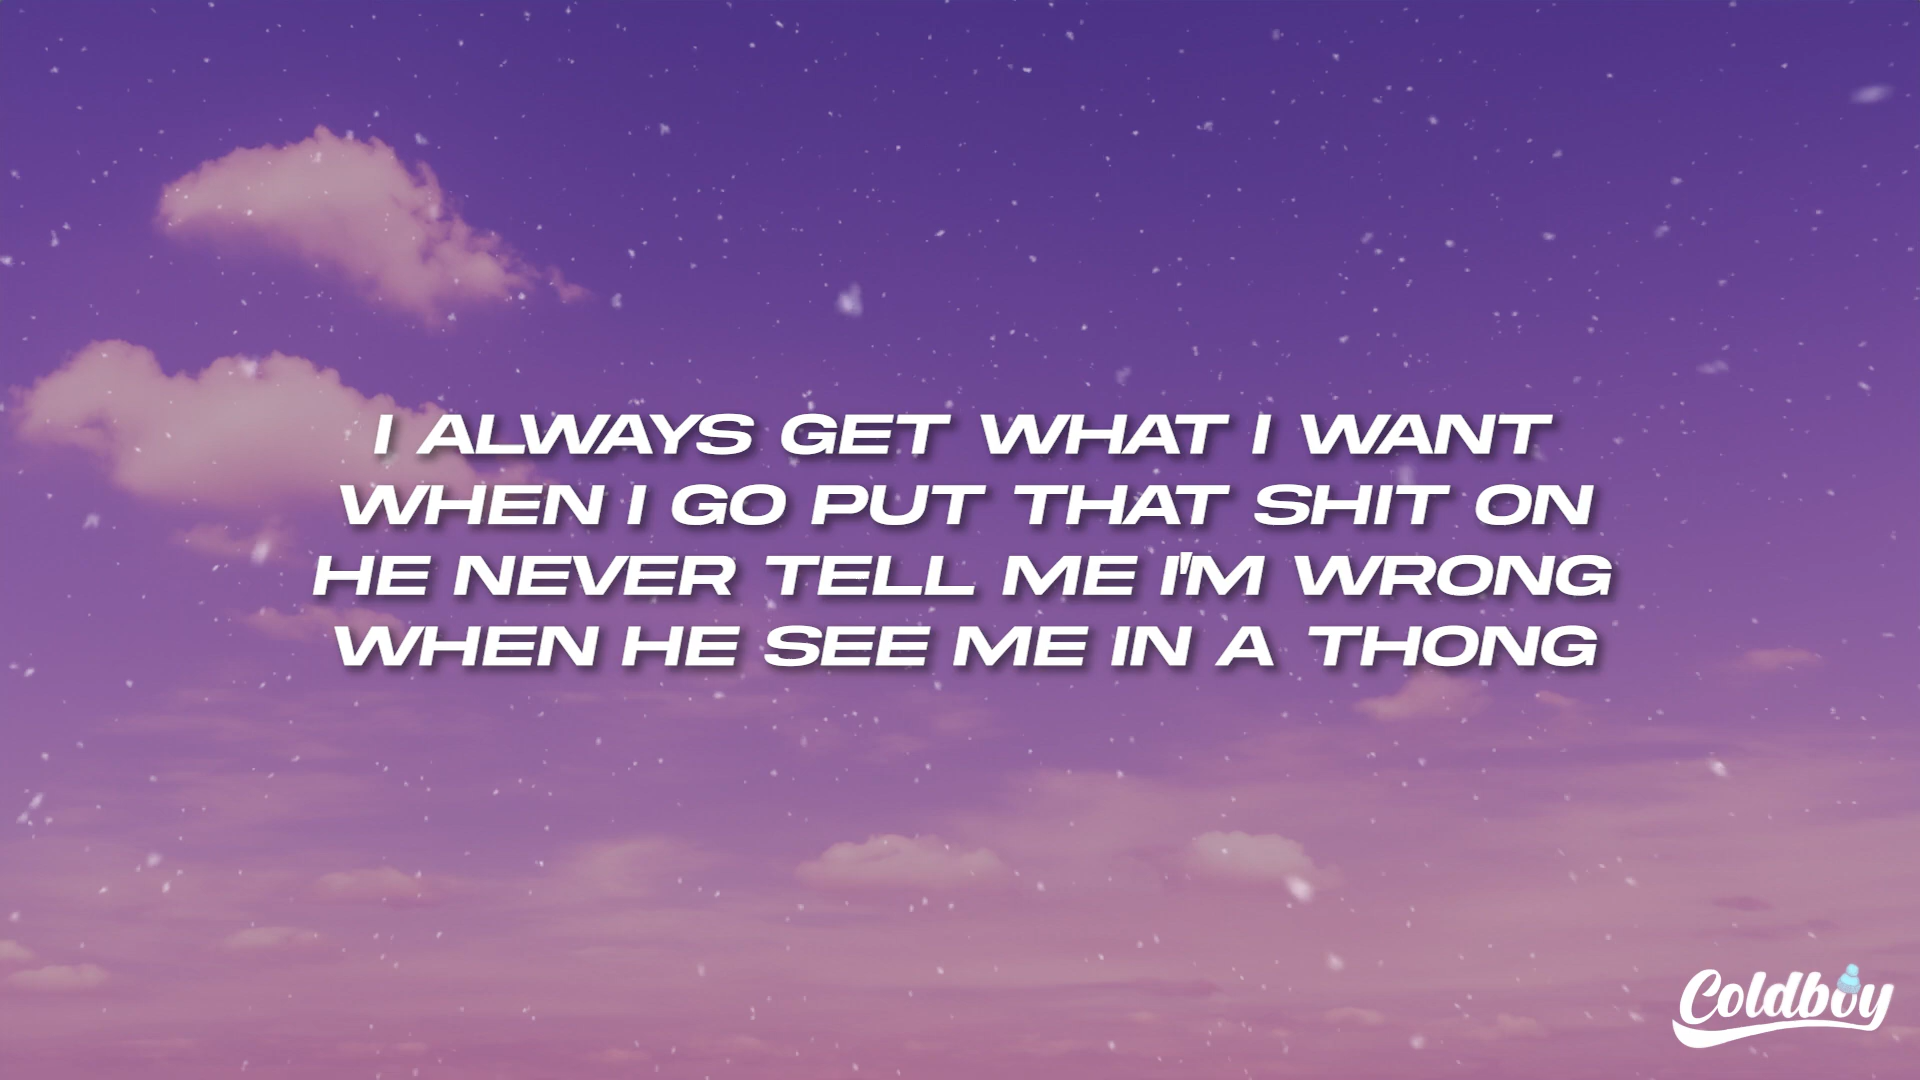 I ALWAYS GET WHAT I WANT
WHEN I GO PUT THAT SHIT ON
HE NEVER TELL ME I'M WRONG
WHEN HE SEE ME IN A THONG
Coldboy